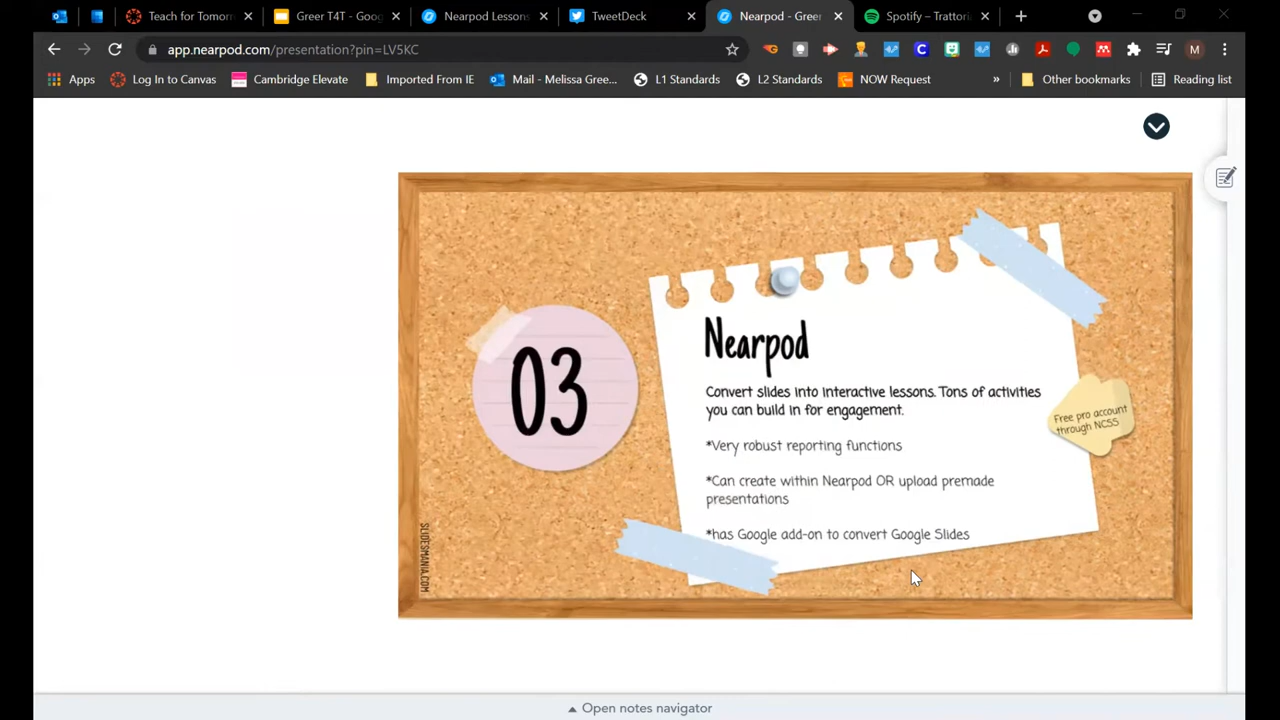 Teach for Tomorr
Greer T4T - Goog
Nearpod Lessons
TweetDeck
Nearpod - Greer
Spotify – Trattori
app.nearpod.com/presentation?pin=LV5KC
M
Apps
Log In to Canvas
Cambridge Elevate
Imported From IE
Mail - Melissa Gree...
L1 Standards
L2 Standards
NOW Request
»
Other bookmarks
Reading list
03
Nearpod
Convert slides into interactive lessons. Tons of activities
you can build in for engagement.
*Very robust reporting functions
*Can create within Nearpod OR upload premade
presentations
*has Google add-on to convert Google Slides
Free pro account
through NCSS
SLIDESMANIA.COM
Open notes navigator